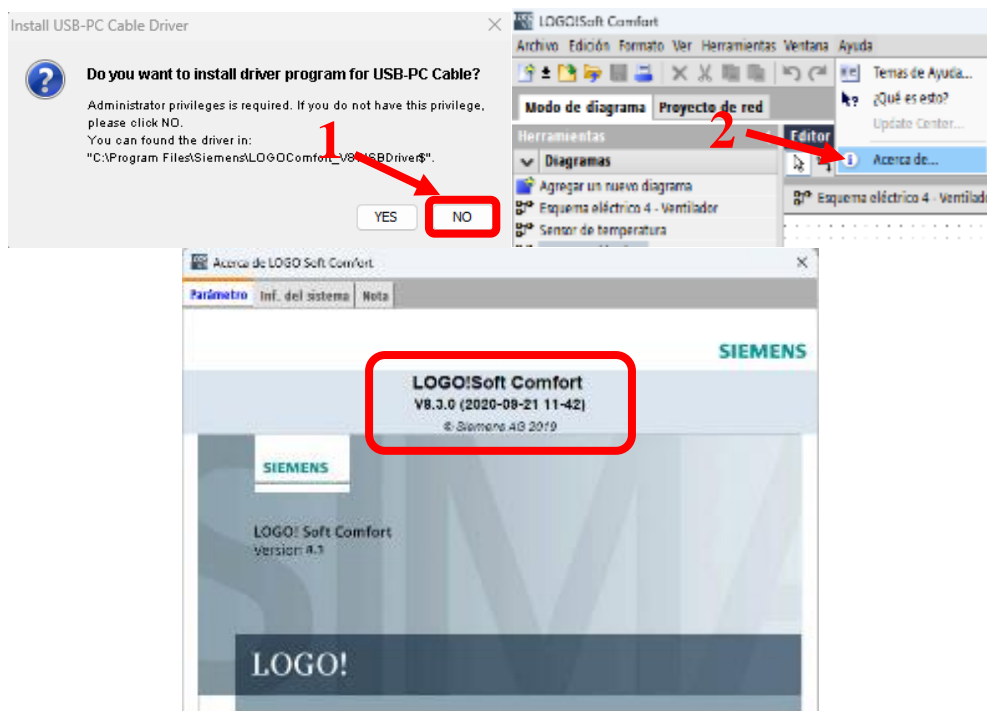 Install USB-PC Cable Driver
Do you want to install driver program for USB-PC Cable?
Administrator privileges is required. If you do not have this privilege,
please click NO.
You can found the driver in:
"C:\Program Files\Siemens\LOGOComfort_V8\USBDrivers".
1
YES
NO
LOGO!Soft Comfort
Archivo Edición Formato Ver Herramientas Ventana Ayuda
Modo de diagrama Proyecto de red
Herramientas
Diagramas
Agregar un nuevo diagrama
Esquema eléctrico 4 - Ventilador
Sensor de temperatura
Editor
Esquema eléctrico 4 - Ventilado
Temas de Ayuda...
¿Qué es esto?
Update Center...
Acerca de...
2
Acerca de LOGO Soft Comfort
Parámetro Inf. del sistema Nota
SIEMENS
LOGO!Soft Comfort
V8.3.0 (2020-09-21 11-42)
© Siemens AG 2019
SIEMENS
LOGO! Soft Comfort
Version 8.3
LOGO!